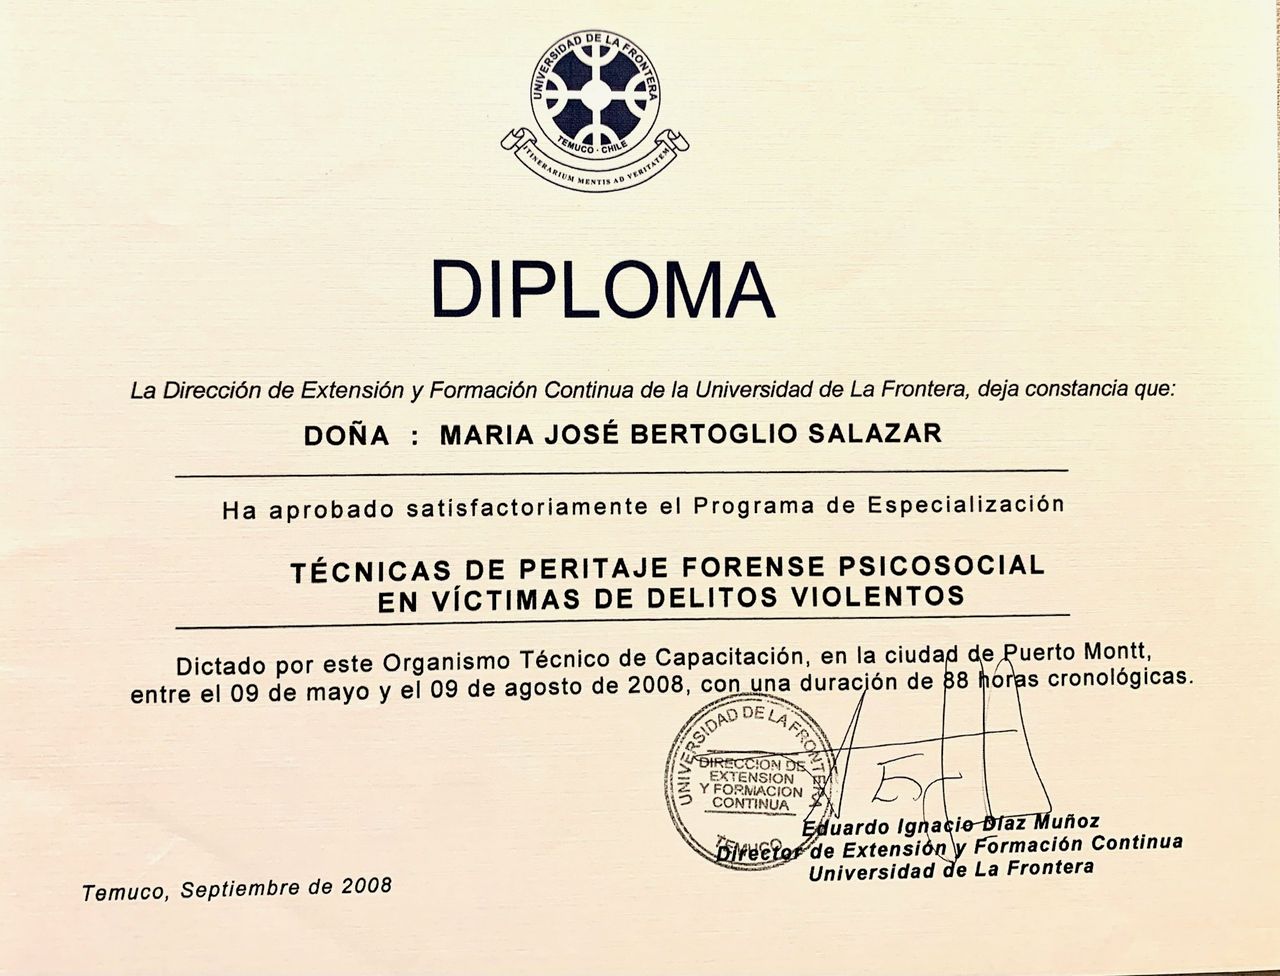 UNIVERSIDAD DE LA FRONTERA
TEMUCO - CHILE
ITINERARIUM MENTIS AD VERITATEM
DIPLOMA
La Dirección de Extensión y Formación Continua de la Universidad de La Frontera, deja constancia que:
DOÑA : MARIA JOSÉ BERTOGLIO SALAZAR
Ha aprobado satisfactoriamente el Programa de Especialización
TÉCNICAS DE PERITAJE FORENSE PSICOSOCIAL
EN VÍCTIMAS DE DELITOS VIOLENTOS
Dictado por este Organismo Técnico de Capacitación, en la ciudad de Puerto Montt,
entre el 09 de mayo y el 09 de agosto de 2008, con una duración de 88 horas cronológicas.
UNIVERSIDAD DE LA FRONTERA
DIRECCION DE
EXTENSION
Y FORMACION
CONTINUA
TEMUCO
Eduardo Ignacio Díaz Muñoz
Director de Extensión y Formación Continua
Universidad de La Frontera
Temuco, Septiembre de 2008